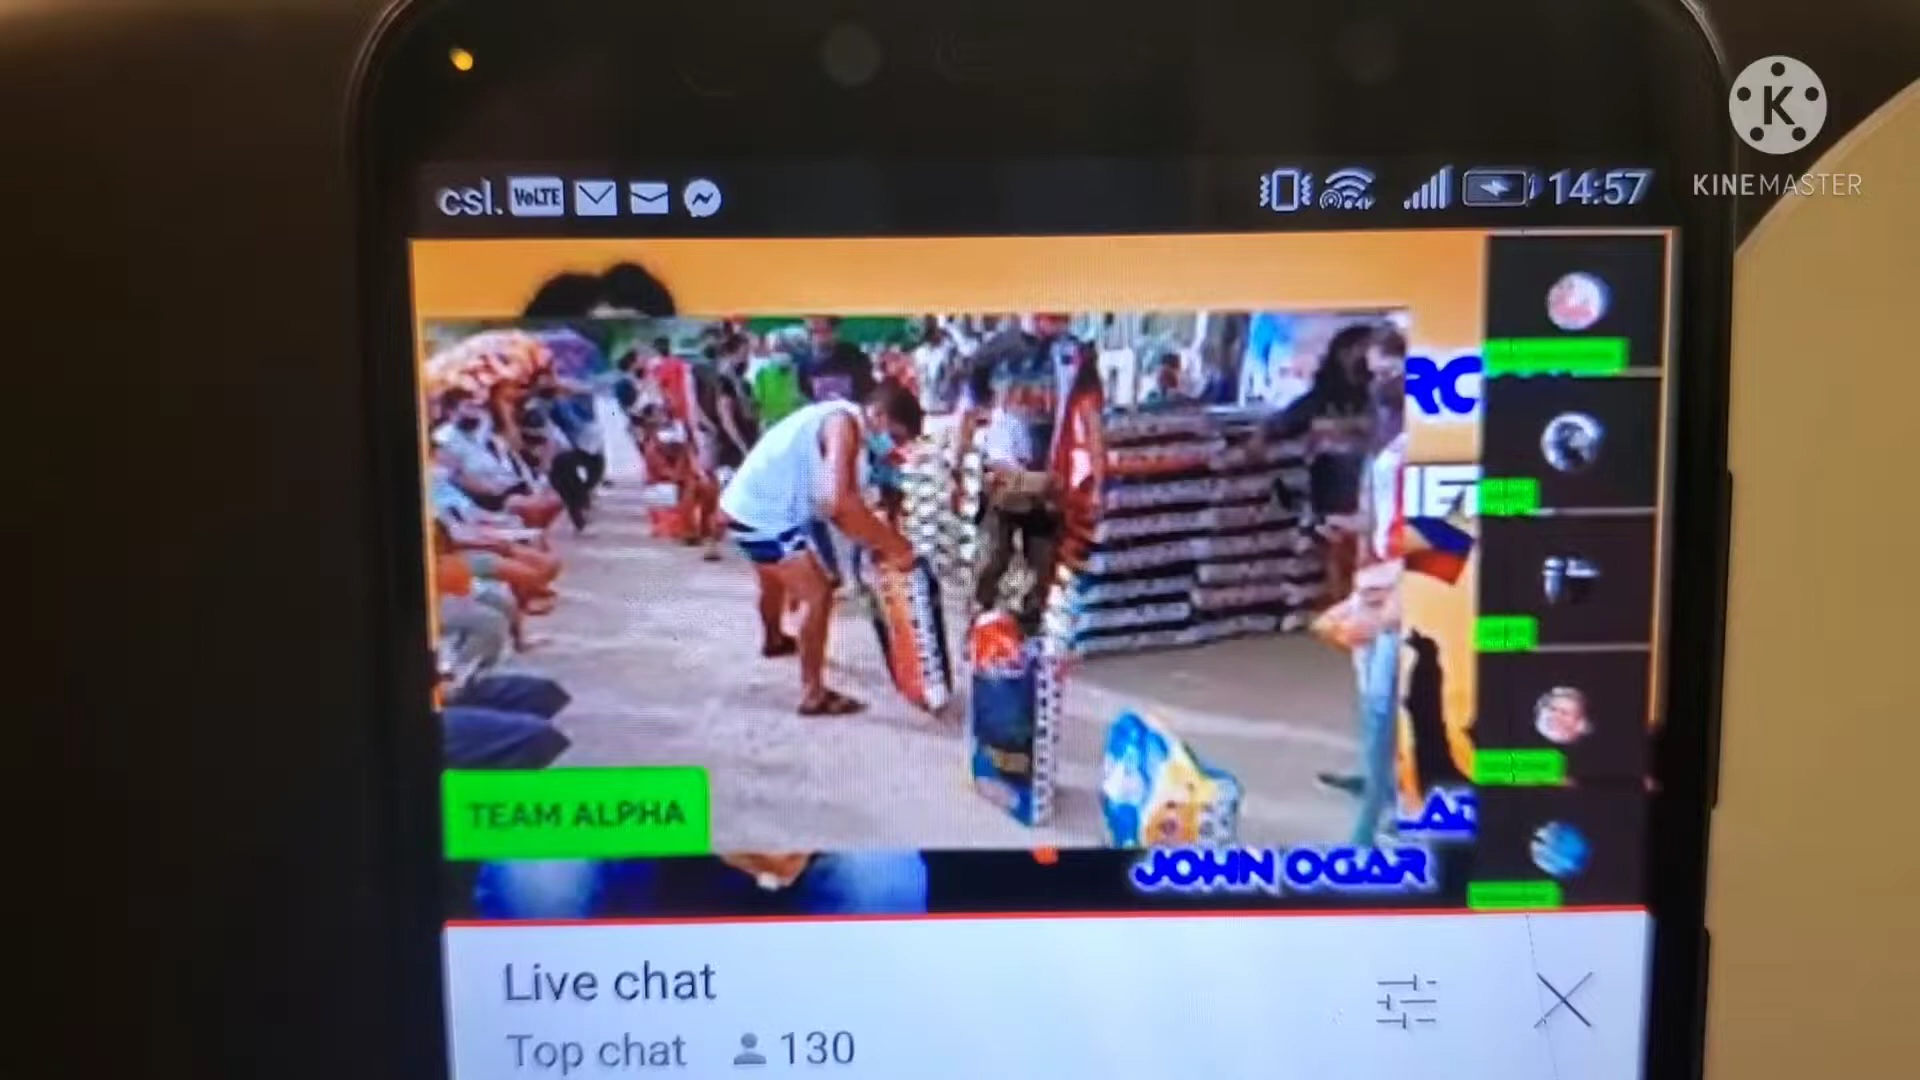 csl. VoLTE
14:57
K
KINEMASTER
TEAM ALPHA
JOHN OGAR
Live chat
Top chat 130